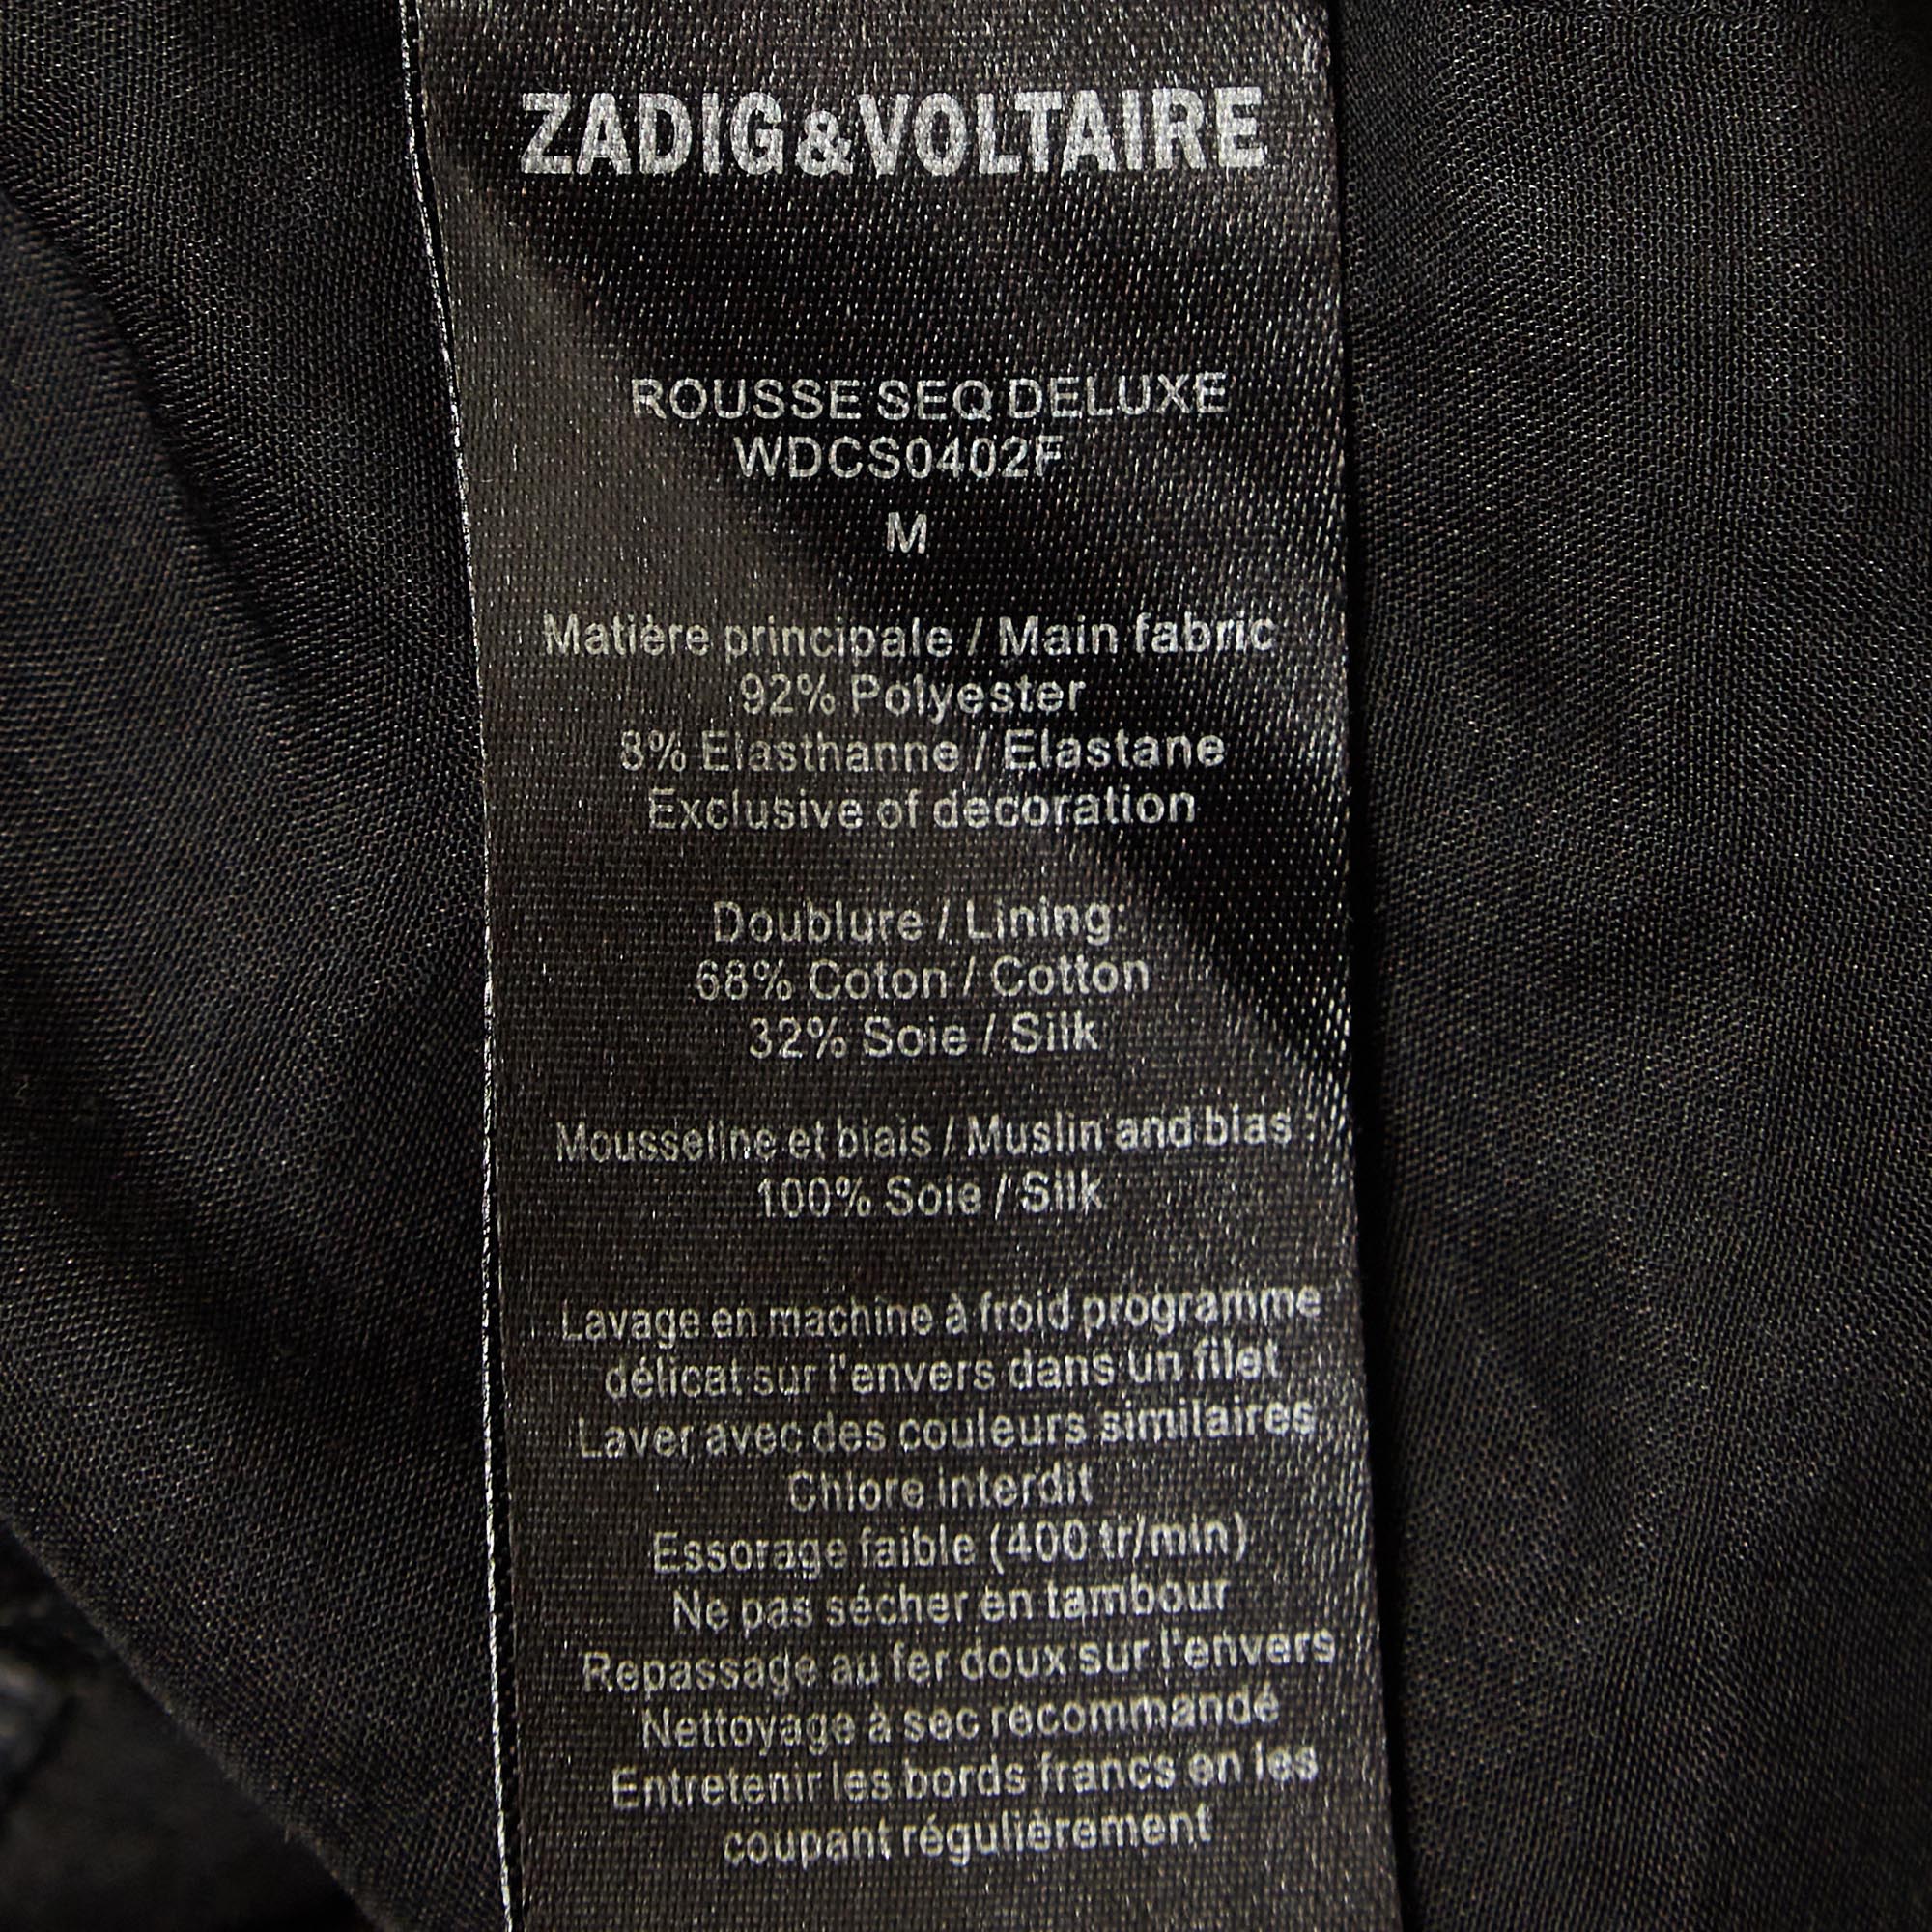 ZADIG&VOLTAIRE
ROUSSE SEQ DELUXE
WDCS0402F
M
Matière principale / Main fabric
92% Polyester
8% Elasthanne / Elastane
Exclusive of decoration
Doublure / Lining:
68% Coton / Cotton
32% Soie / Silk
Mousseline et biais / Muslin and bias :
100% Soie / Silk
Lavage en machine à froid programme
délicat sur l'envers dans un filet
Laver avec des couleurs similaires
Chlore interdit
Essorage faible (400 tr/min)
Ne pas sécher en tambour
Repassage au fer doux sur l'envers
Nettoyage à sec recommandé
Entretenir les bords francs en les
coupant régulièrement